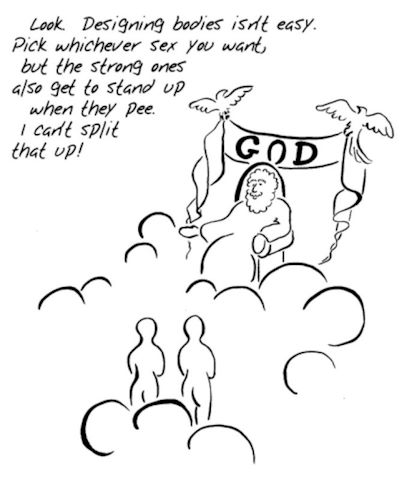 Look. Designing bodies isn't easy.
Pick whichever sex you want,
but the strong ones
also get to stand up
when they pee.
I can't split
that up!
GOD